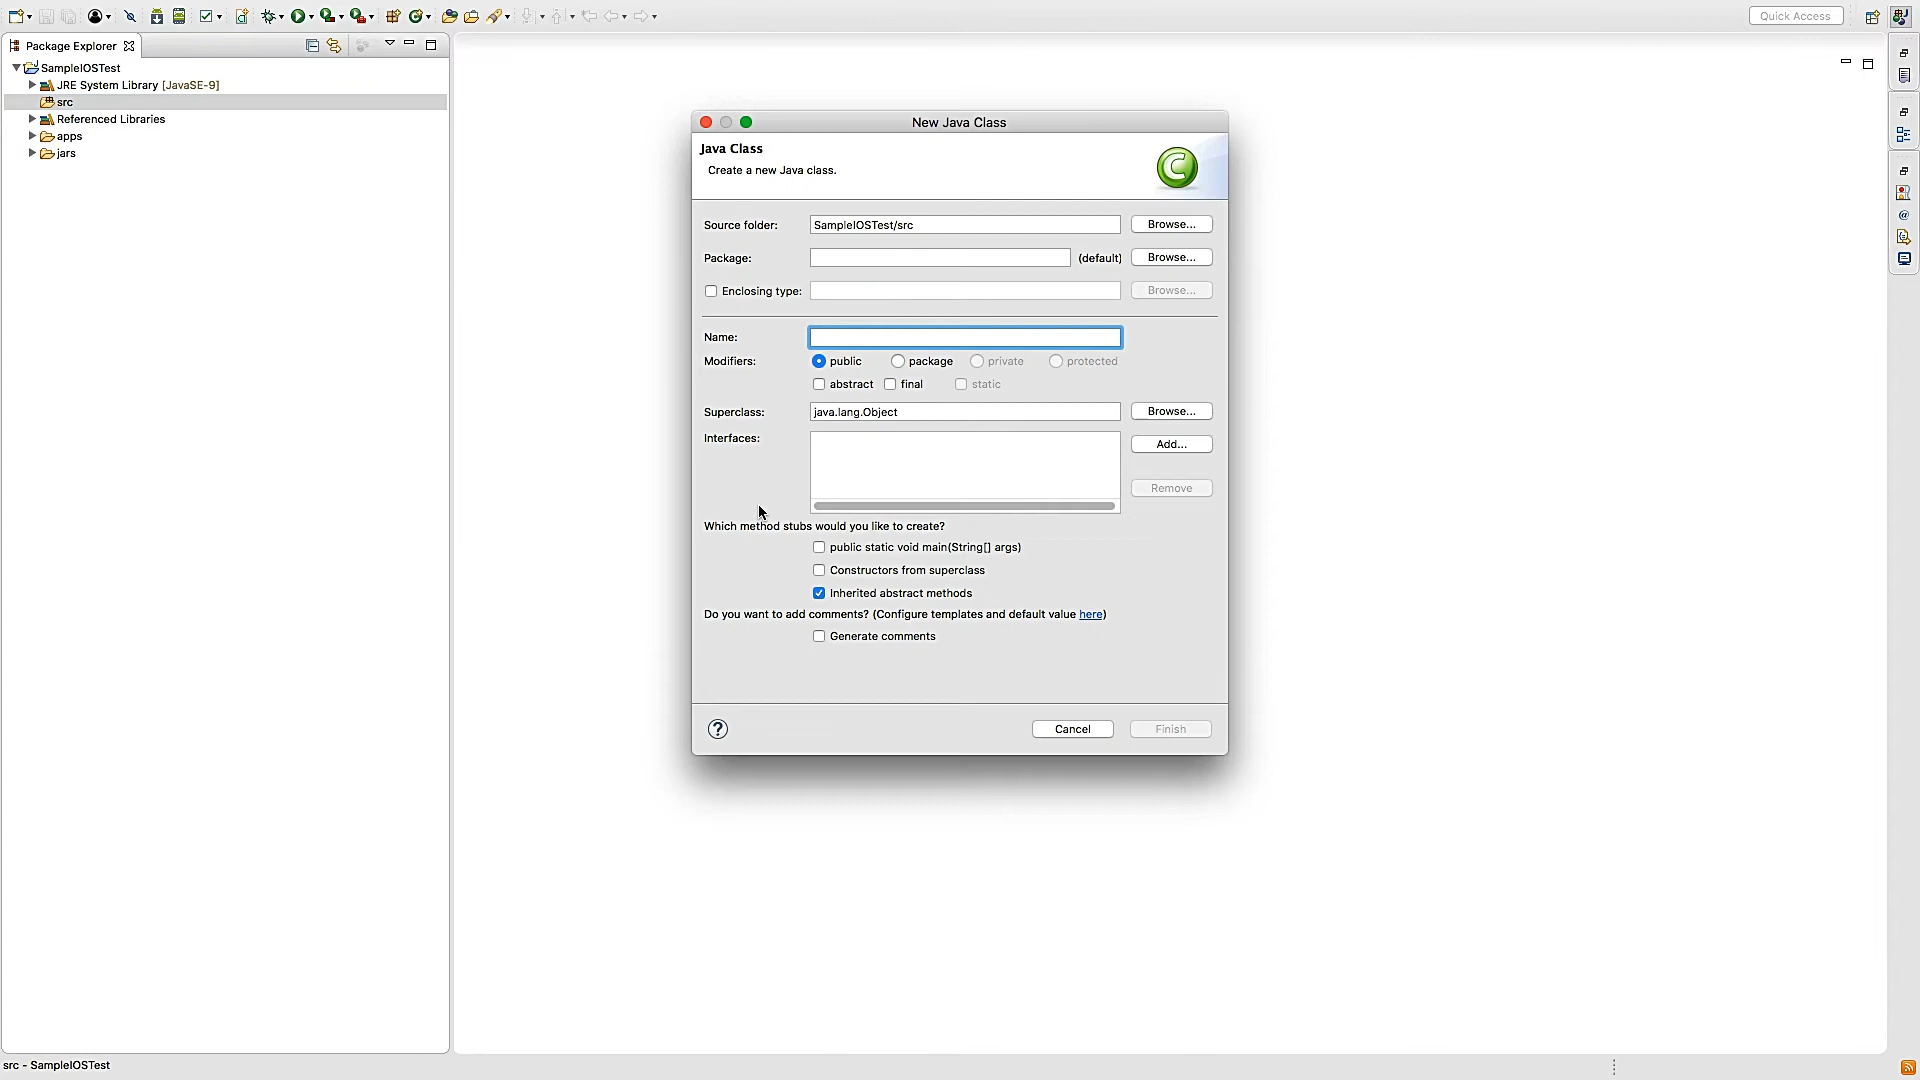 Quick Access
Package Explorer
SampleIOSTest
JRE System Library [JavaSE-9]
src
Referenced Libraries
apps
jars
New Java Class
Java Class
Create a new Java class.
C
Source folder: SampleIOSTest/src Browse...
Package: (default) Browse...
Enclosing type: Browse...
Name:
Modifiers: public package private protected
abstract final static
Superclass: java.lang.Object Browse...
Interfaces: Add...
Remove
Which method stubs would you like to create?
public static void main(String[] args)
Constructors from superclass
Inherited abstract methods
Do you want to add comments? (Configure templates and default value here)
Generate comments
? Cancel Finish
@
src - SampleIOSTest